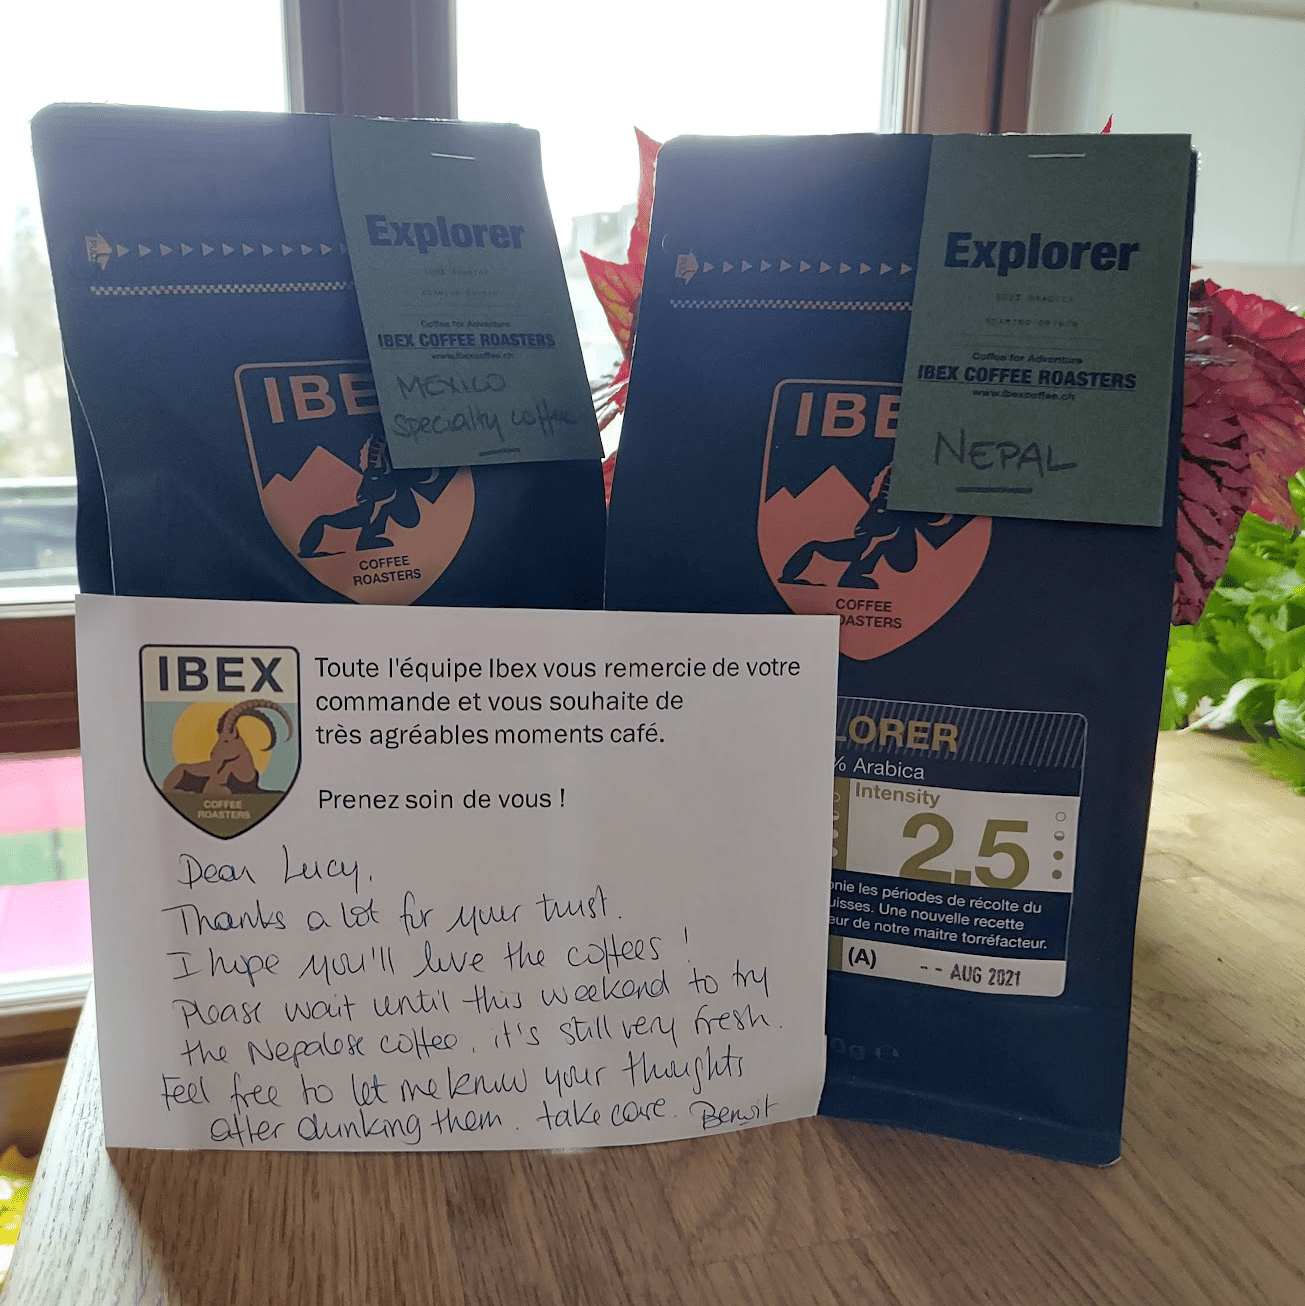 Explorer
Coffee for Adventure
IBEX COFFEE ROASTERS
www.ibexcoffee.ch
MEXICO
Specialty coffee
IBE
COFFEE
ROASTERS
Explorer
Coffee for Adventure
IBEX COFFEE ROASTERS
www.ibexcoffee.ch
NEPAL
IBE
COFFEE
OASTERS
LORER
% Arabica
Intensity
2.5
onie les périodes de récolte du
uisses. Une nouvelle recette
eur de notre maitre torréfacteur.
(A)
-- AUG 2021
IBEX
COFFEE
ROASTERS
Toute l'équipe Ibex vous remercie de votre
commande et vous souhaite de
très agréables moments café.
Prenez soin de vous !
Dear Lucy,
Thanks a lot for your trust.
I hope you'll love the coffees !
Please wait until this weekend to try
the Nepalese coffee, it's still very fresh.
Feel free to let me know your thoughts
after drinking them. take care. Benoit